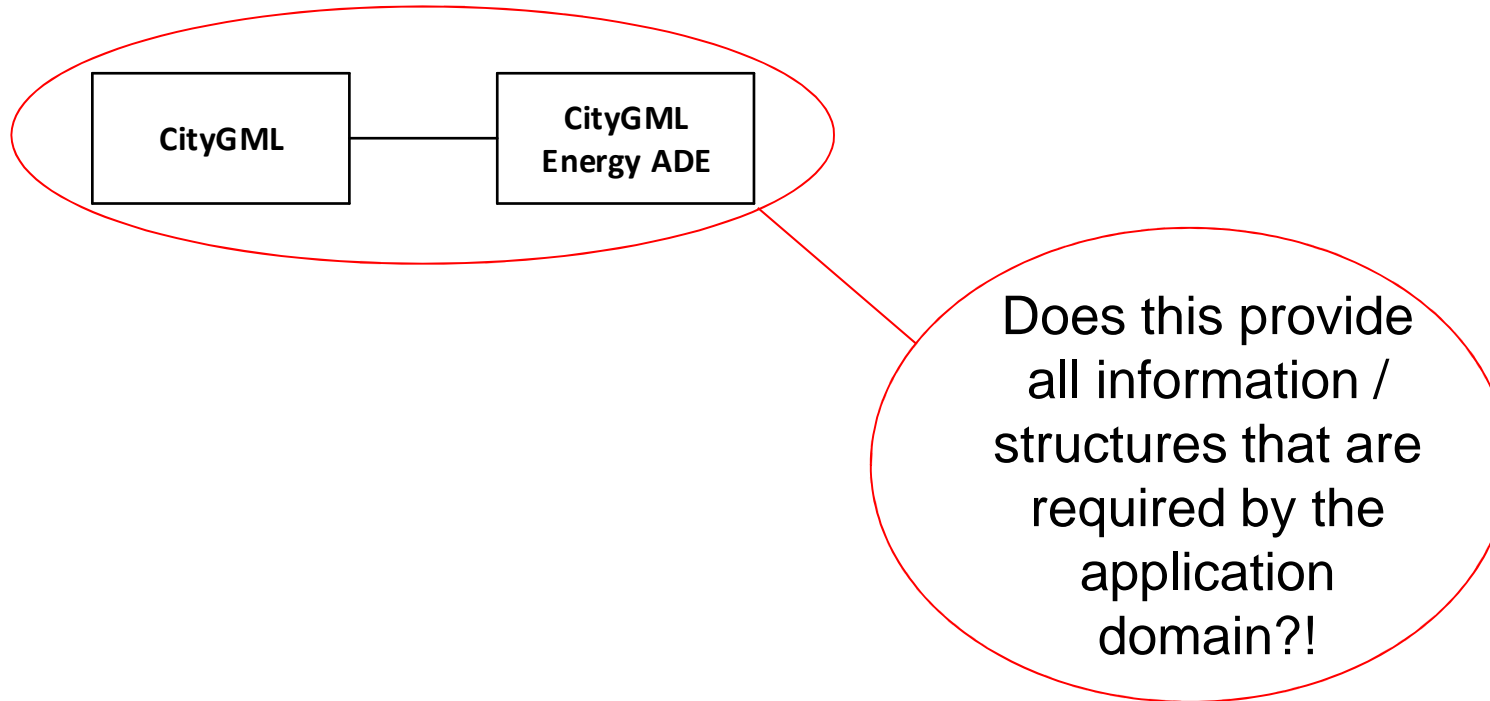 CityGML
CityGML
Energy ADE
Does this provide
all information /
structures that are
required by the
application
domain?!